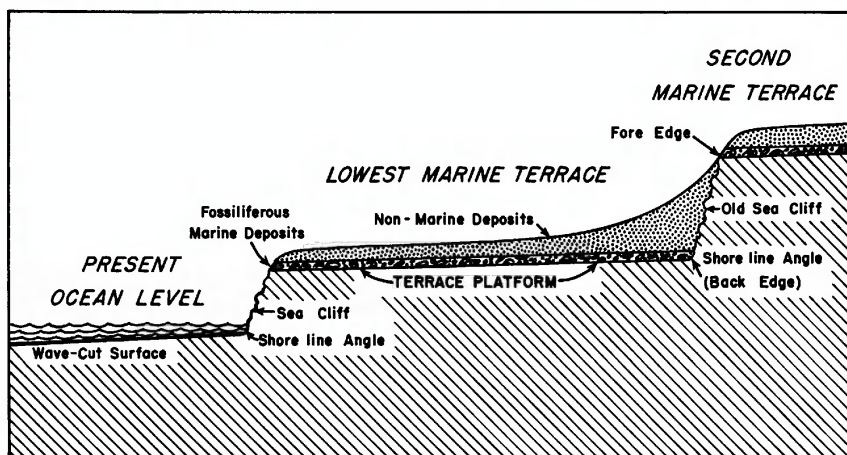 SECOND
MARINE TERRACE
Fore Edge
LOWEST MARINE TERRACE
Old Sea Cliff
Fossiliferous
Marine Deposits
Non-Marine Deposits
Shore line Angle
(Back Edge)
PRESENT
OCEAN LEVEL
TERRACE PLATFORM
Sea Cliff
Shore line Angle
Wave-Cut Surface